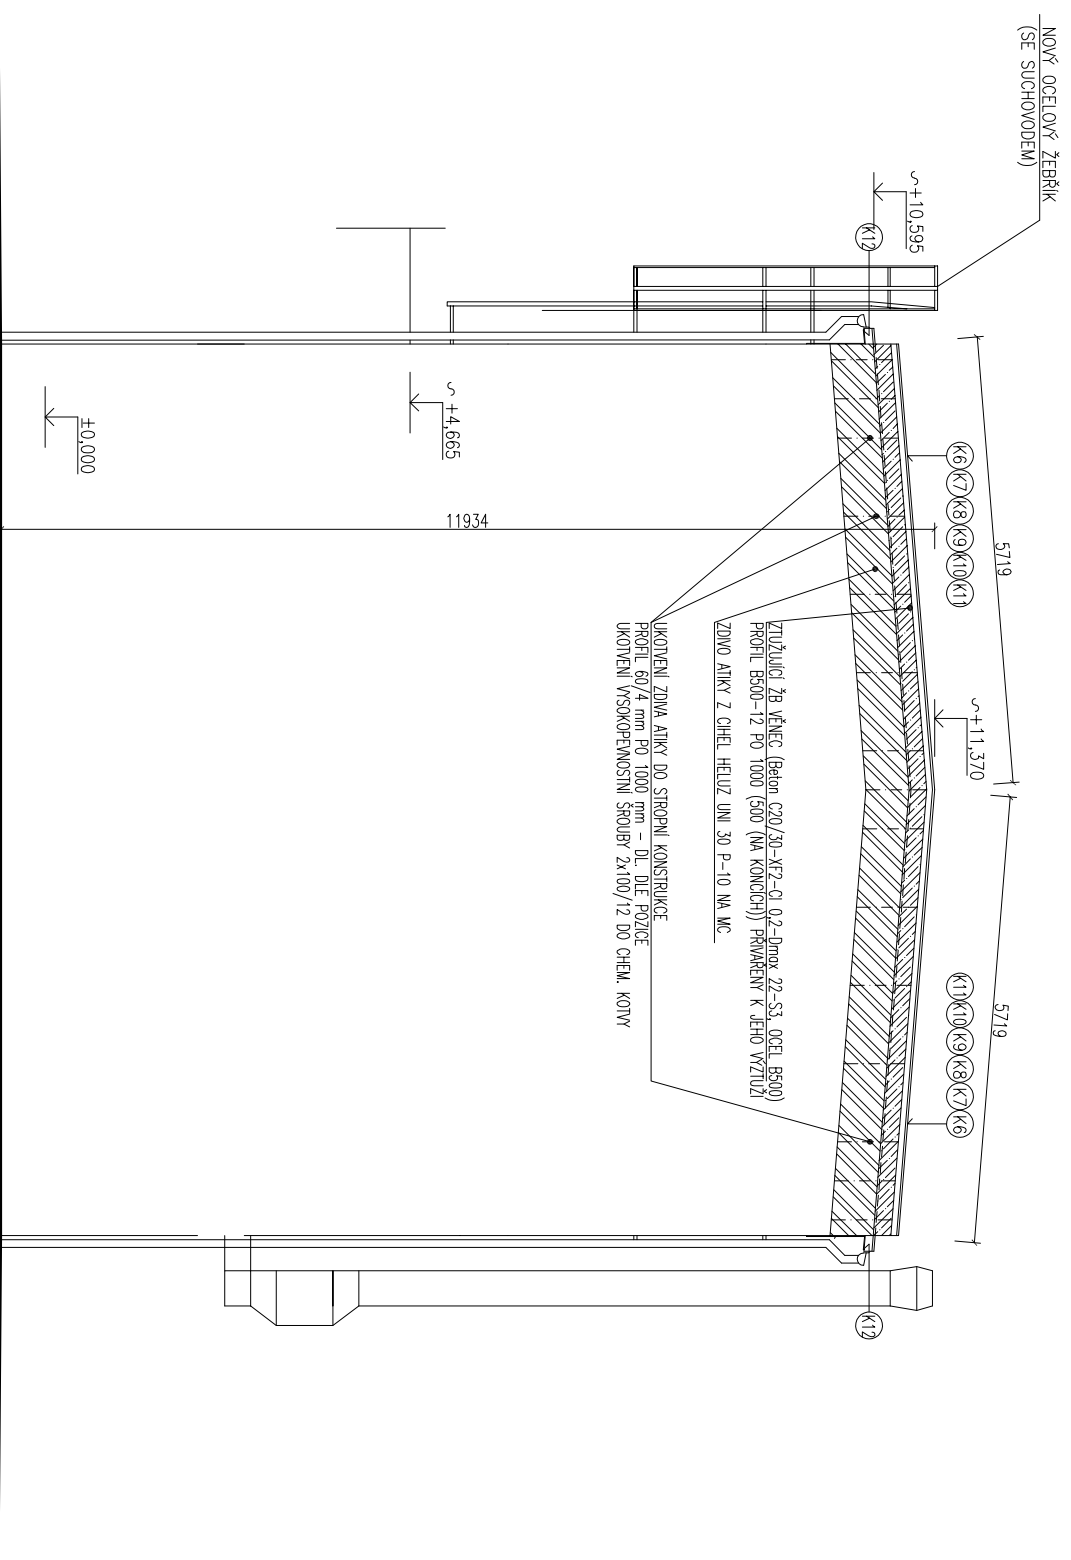 NOVÝ OCELOVÝ ŽEBŘÍK
(SE SUCHOVODEM)
S +10,595
K12
5719
5719
K6 K7 K8 K9 K10 K11
S +11,370
K11 K10 K9 K8 K7 K6
K12
S +4,665
±0,000
11934
ZTUŽUJÍCÍ ŽB VĚNEC (Beton C20/30-XF2-Cl 0,2-Dmax 22-S3, OCEL B500)
PROFIL B500-12 PO 1000 (500 (NA KONCÍCH)) PŘIVAŘENY K JEHO VÝZTUŽI
ZDIVO ATIKY Z CIHEL HELUZ UNI 30 P-10 NA MC
UKOTVENÍ ZDIVA ATIKY DO STROPNÍ KONSTRUKCE
PROFIL 60/4 mm PO 1000 mm - DL. DLE POZICE
UKOTVENÍ VYSOKOPEVNOSTNÍ ŠROUBY 2x100/12 DO CHEM. KOTVY